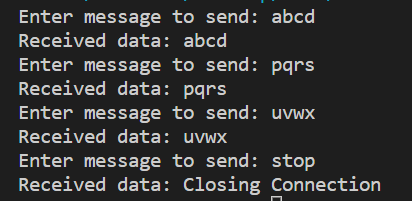 Enter message to send: abcd
Received data: abcd
Enter message to send: pqrs
Received data: pqrs
Enter message to send: uvwx
Received data: uvwx
Enter message to send: stop
Received data: Closing Connection